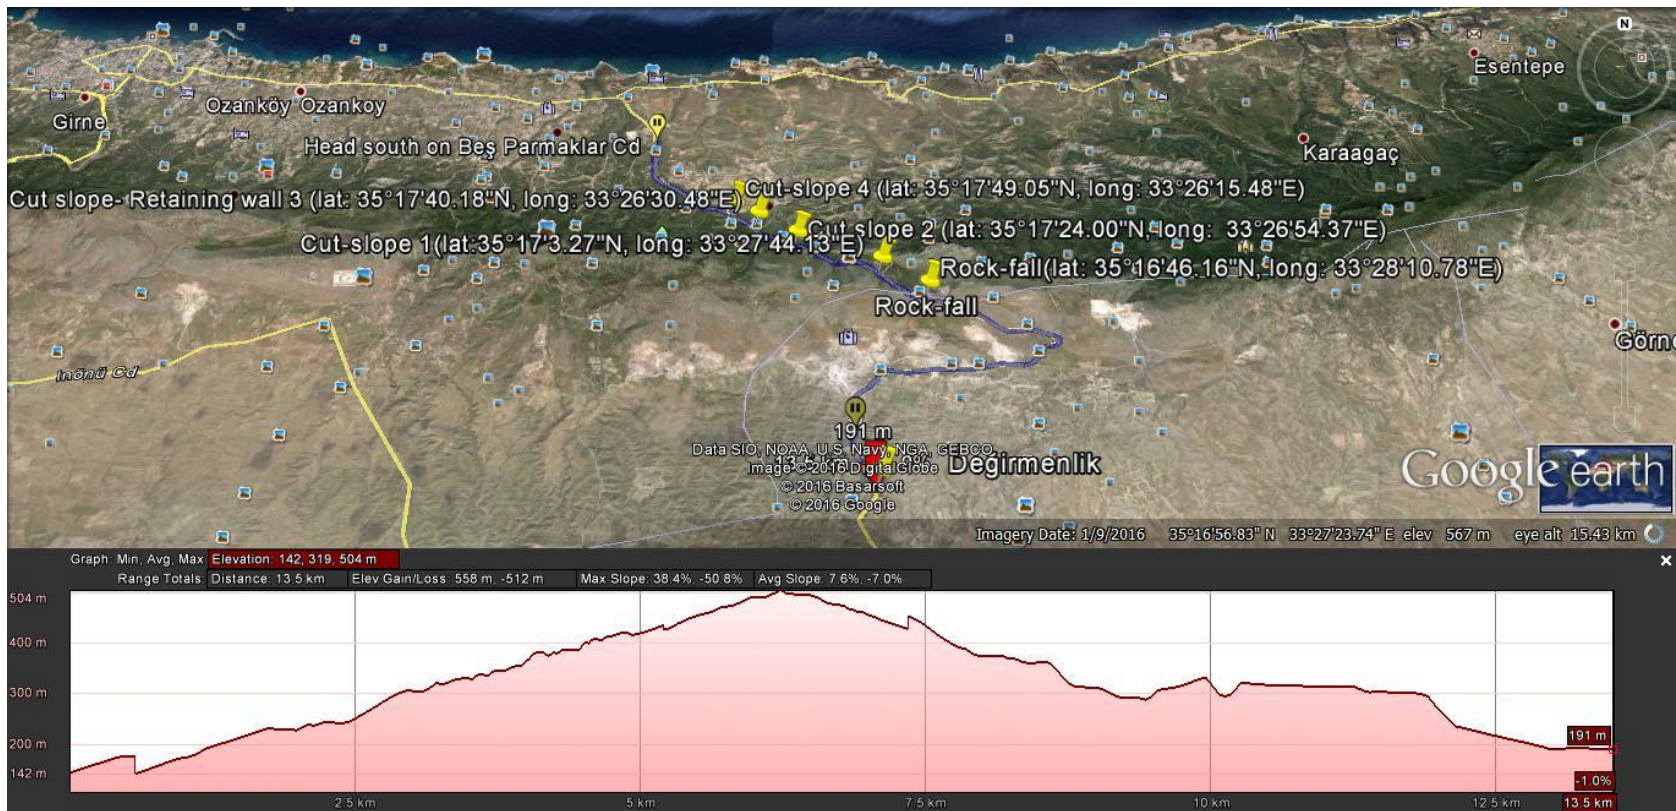 N
Esentepe
Ozanköy Ozankoy
Girne
Head south on Beş Parmaklar Cd
Karaagaç
Cut slope- Retaining wall 3 (lat: 35°17'40.18"N, long: 33°26'30.48"E)
Cut-slope 4 (lat: 35°17'49.05"N, long: 33°26'15.48"E)
Cut slope 2 (lat: 35°17'24.00"N, long: 33°26'54.37"E)
Cut-slope 1(lat:35°17'3.27"N, long: 33°27'44.13"E)
Rock-fall(lat: 35°16'46.16"N, long: 33°28'10.78"E)
Rock-fall
Görne
Inönü Cd
191 m
Data SIO, NOAA, U.S. Navy, NGA, GEBCO
Değirmenlik
Image © 2016 DigitalGlobe
© 2016 Basarsoft
© 2016 Google
Google earth
Imagery Date: 1/9/2016 35°16'56.83" N 33°27'23.74" E elev 567 m eye alt 15.43 km
Graph: Min, Avg, Max Elevation: 142, 319, 504 m
Range Totals: Distance: 13.5 km Elev Gain/Loss: 558 m, -512 m Max Slope: 38.4%, -50.8% Avg Slope: 7.6%, -7.0%
504 m
400 m
300 m
200 m
142 m
191 m
-1.0%
2.5 km 5 km 7.5 km 10 km 12.5 km 13.5 km